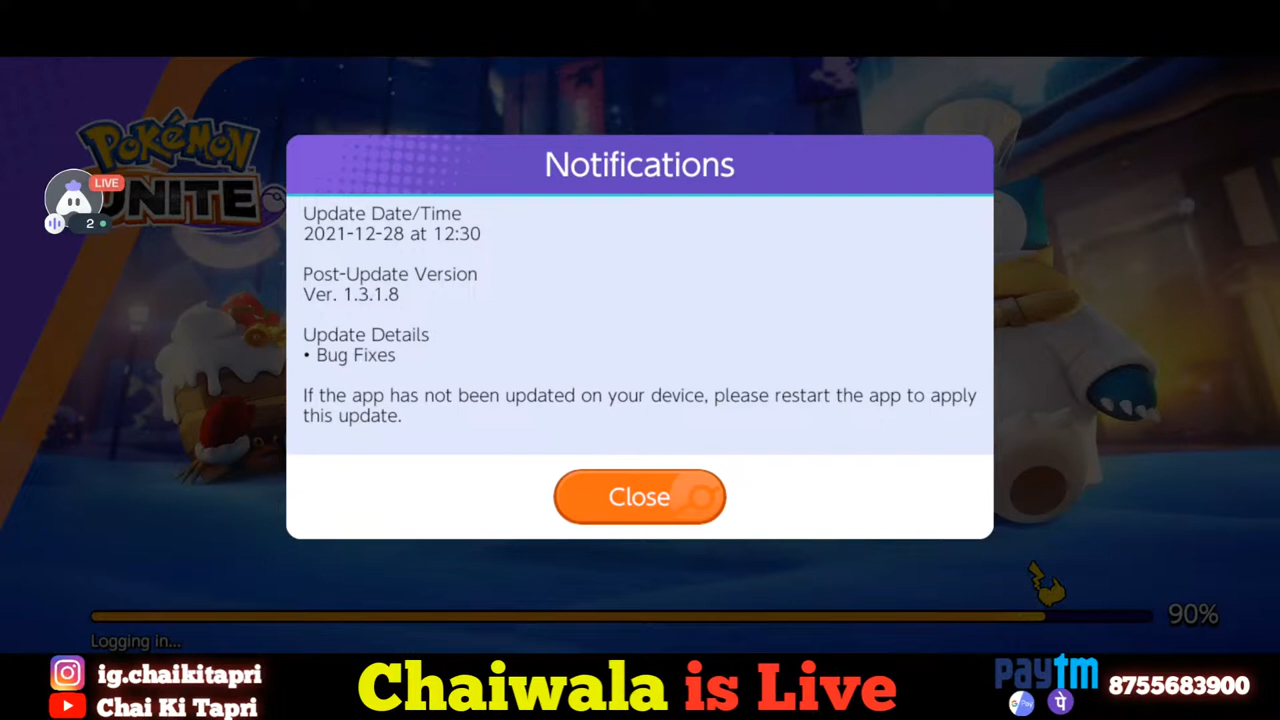 Notifications
POKéMON
UNITE
LIVE
2
Update Date/Time
2021-12-28 at 12:30
Post-Update Version
Ver. 1.3.1.8
Update Details
• Bug Fixes
If the app has not been updated on your device, please restart the app to apply
this update.
Close
90%
Logging in...
ig.chaikitapri
Chai Ki Tapri
Chaiwala is Live
paytm
G Pay
पे
8755683900